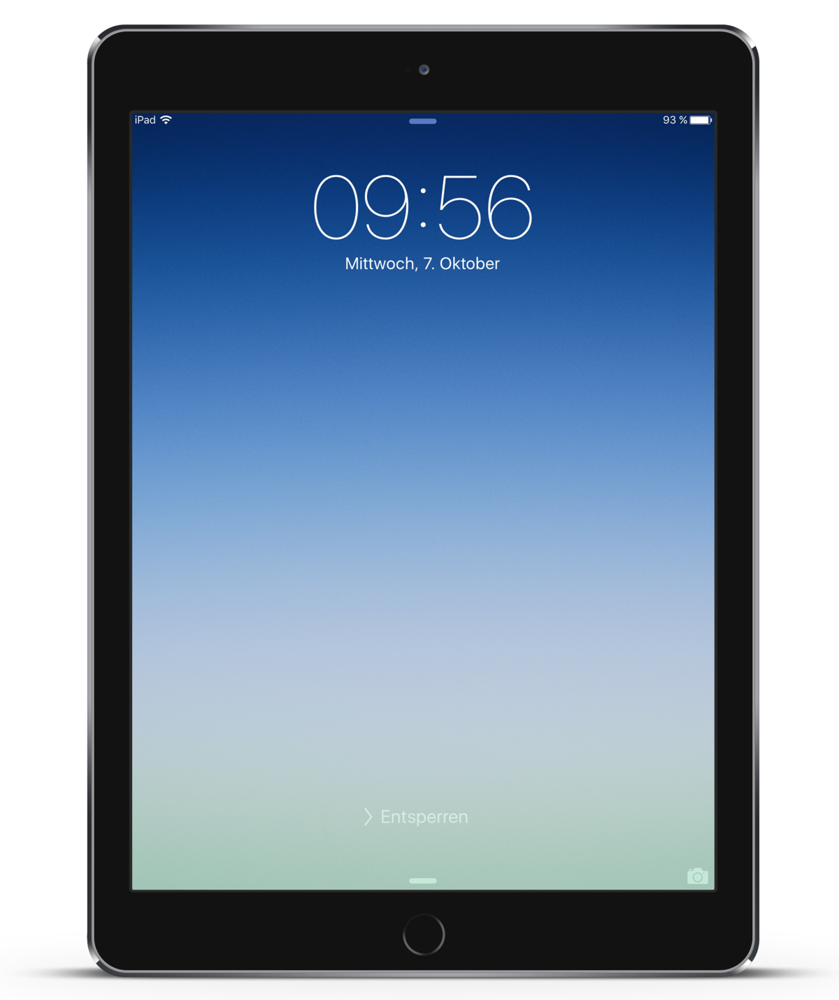 iPad 93 %
09:56
Mittwoch, 7. Oktober
Entsperren